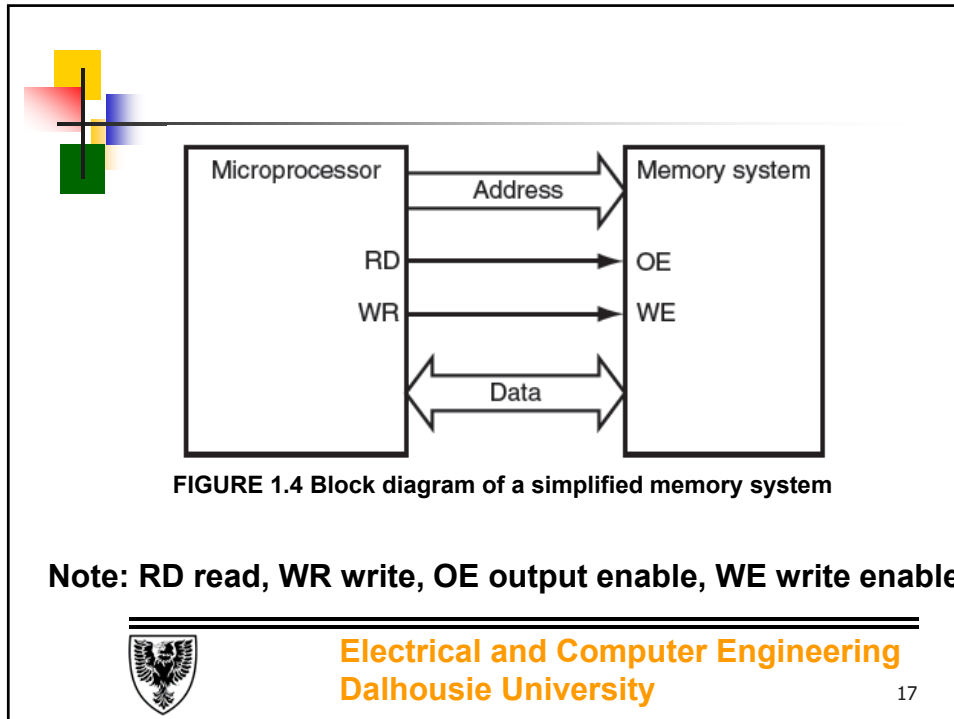 Microprocessor
Address
Memory system
RD
OE
WR
WE
Data
FIGURE 1.4 Block diagram of a simplified memory system
Note: RD read, WR write, OE output enable, WE write enable
Electrical and Computer Engineering
Dalhousie University
17